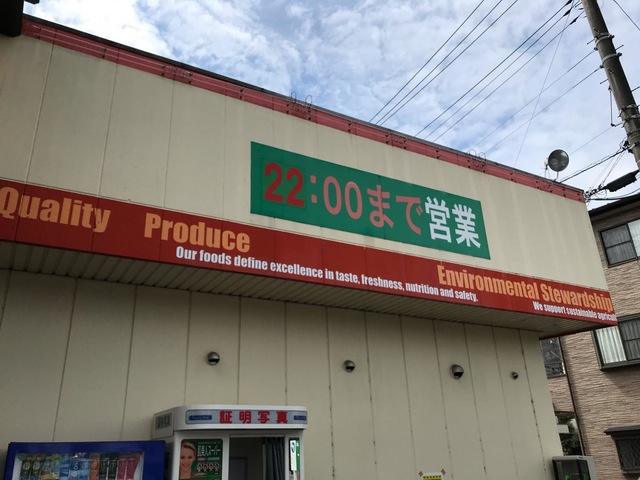 22:00まで営業
Quality Produce
Our foods define excellence in taste, freshness, nutrition and safety.
Environmental Stewardship
We support sustainable
証明写真